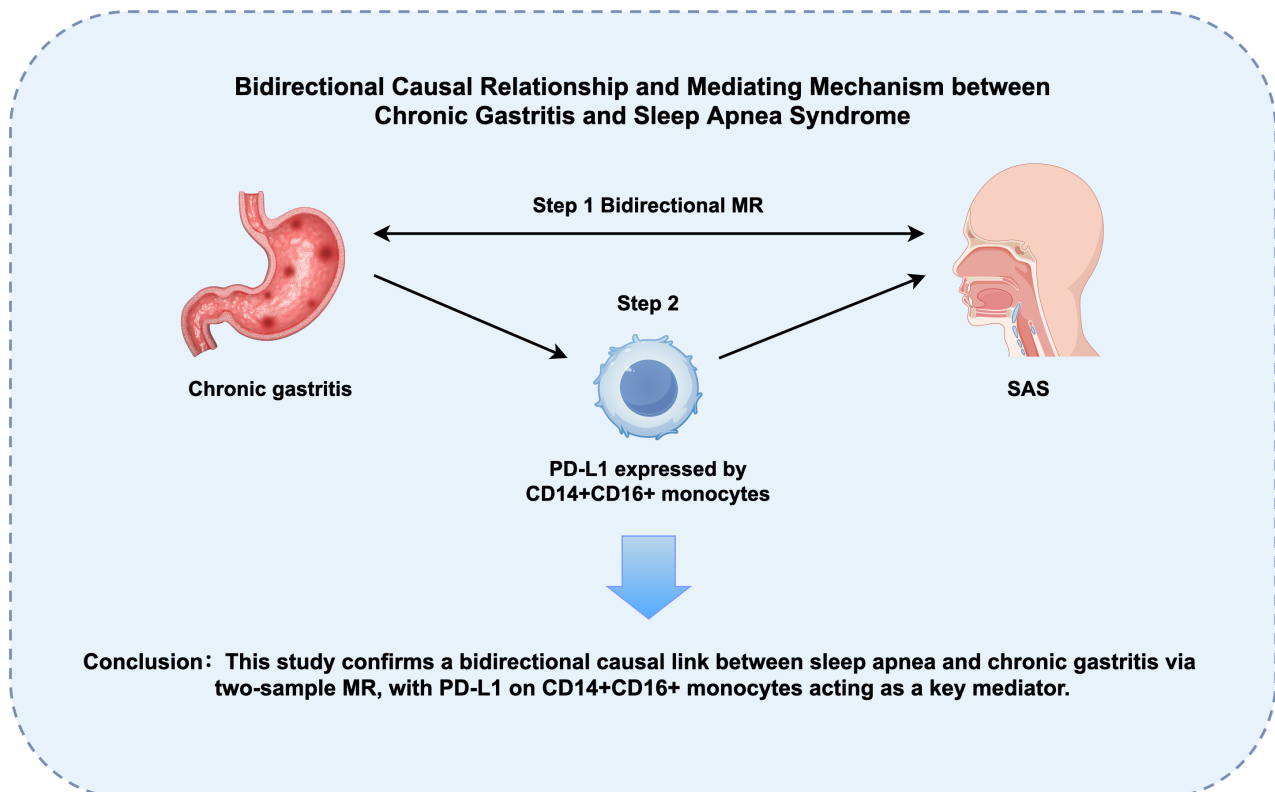 Bidirectional Causal Relationship and Mediating Mechanism between
Chronic Gastritis and Sleep Apnea Syndrome
Step 1 Bidirectional MR
Step 2
Chronic gastritis
SAS
PD-L1 expressed by
CD14+CD16+ monocytes
Conclusion：This study confirms a bidirectional causal link between sleep apnea and chronic gastritis via
two-sample MR, with PD-L1 on CD14+CD16+ monocytes acting as a key mediator.